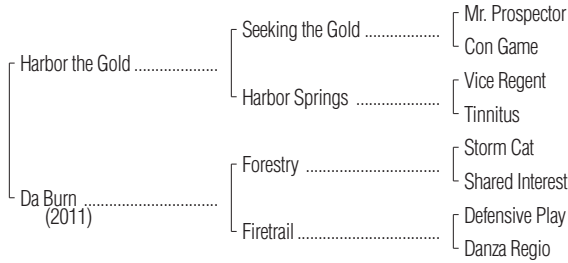 Mr. Prospector
Seeking the Gold ..................
Con Game
Harbor the Gold .....................
Vice Regent
Harbor Springs ....................
Tinnitus
Storm Cat
Forestry ................................
Shared Interest
Da Burn .................................
(2011)
Defensive Play
Firetrail ..................................
Danza Regio